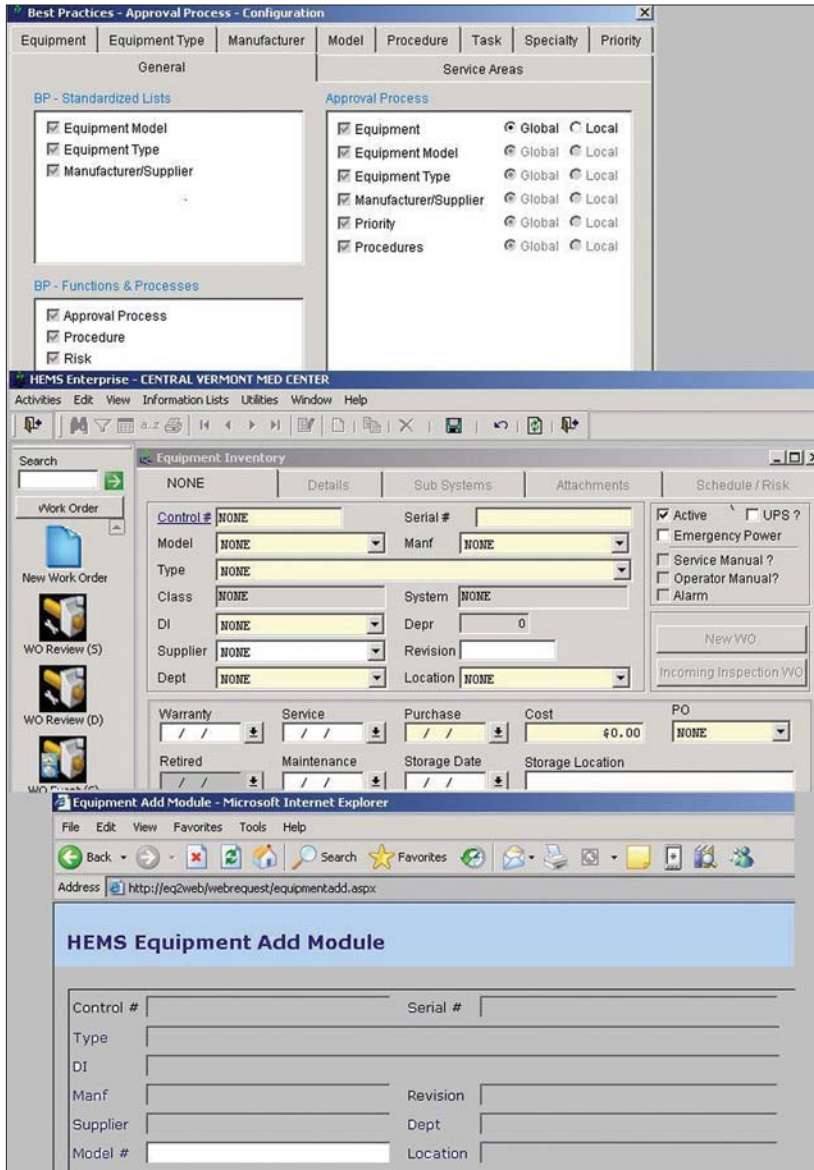 Best Practices - Approval Process - Configuration
Equipment Equipment Type Manufacturer Model Procedure Task Specialty Priority
General Service Areas
BP - Standardized Lists Approval Process
Equipment Model
Equipment Type
Manufacturer/Supplier
Equipment Global Local
Equipment Model Global Local
Equipment Type Global Local
Manufacturer/Supplier Global Local
Priority Global Local
Procedures Global Local
BP - Functions & Processes
Approval Process
Procedure
Risk
HEMS Enterprise - CENTRAL VERMONT MED CENTER
Activities Edit View Information Lists Utilities Window Help
a..z
Search
Work Order
New Work Order
WO Review (S)
WO Review (D)
Equipment Inventory
NONE Details Sub Systems Attachments Schedule / Risk
Control # NONE Serial #
Model NONE Manf NONE
Type NONE
Class NONE System NONE
DI NONE Depr 0
Supplier NONE Revision
Dept NONE Location NONE
Active UPS ?
Emergency Power
Service Manual ?
Operator Manual?
Alarm
New WO
Incoming Inspection WO
Warranty Service Purchase Cost PO
/ / / / / / $0.00 NONE
Retired Maintenance Storage Date Storage Location
/ / / / / /
Equipment Add Module - Microsoft Internet Explorer
File Edit View Favorites Tools Help
Back Search Favorites
Address http://eq2web/webrequest/equipmentadd.aspx
HEMS Equipment Add Module
Control # Serial #
Type
DI
Manf Revision
Supplier Dept
Model # Location